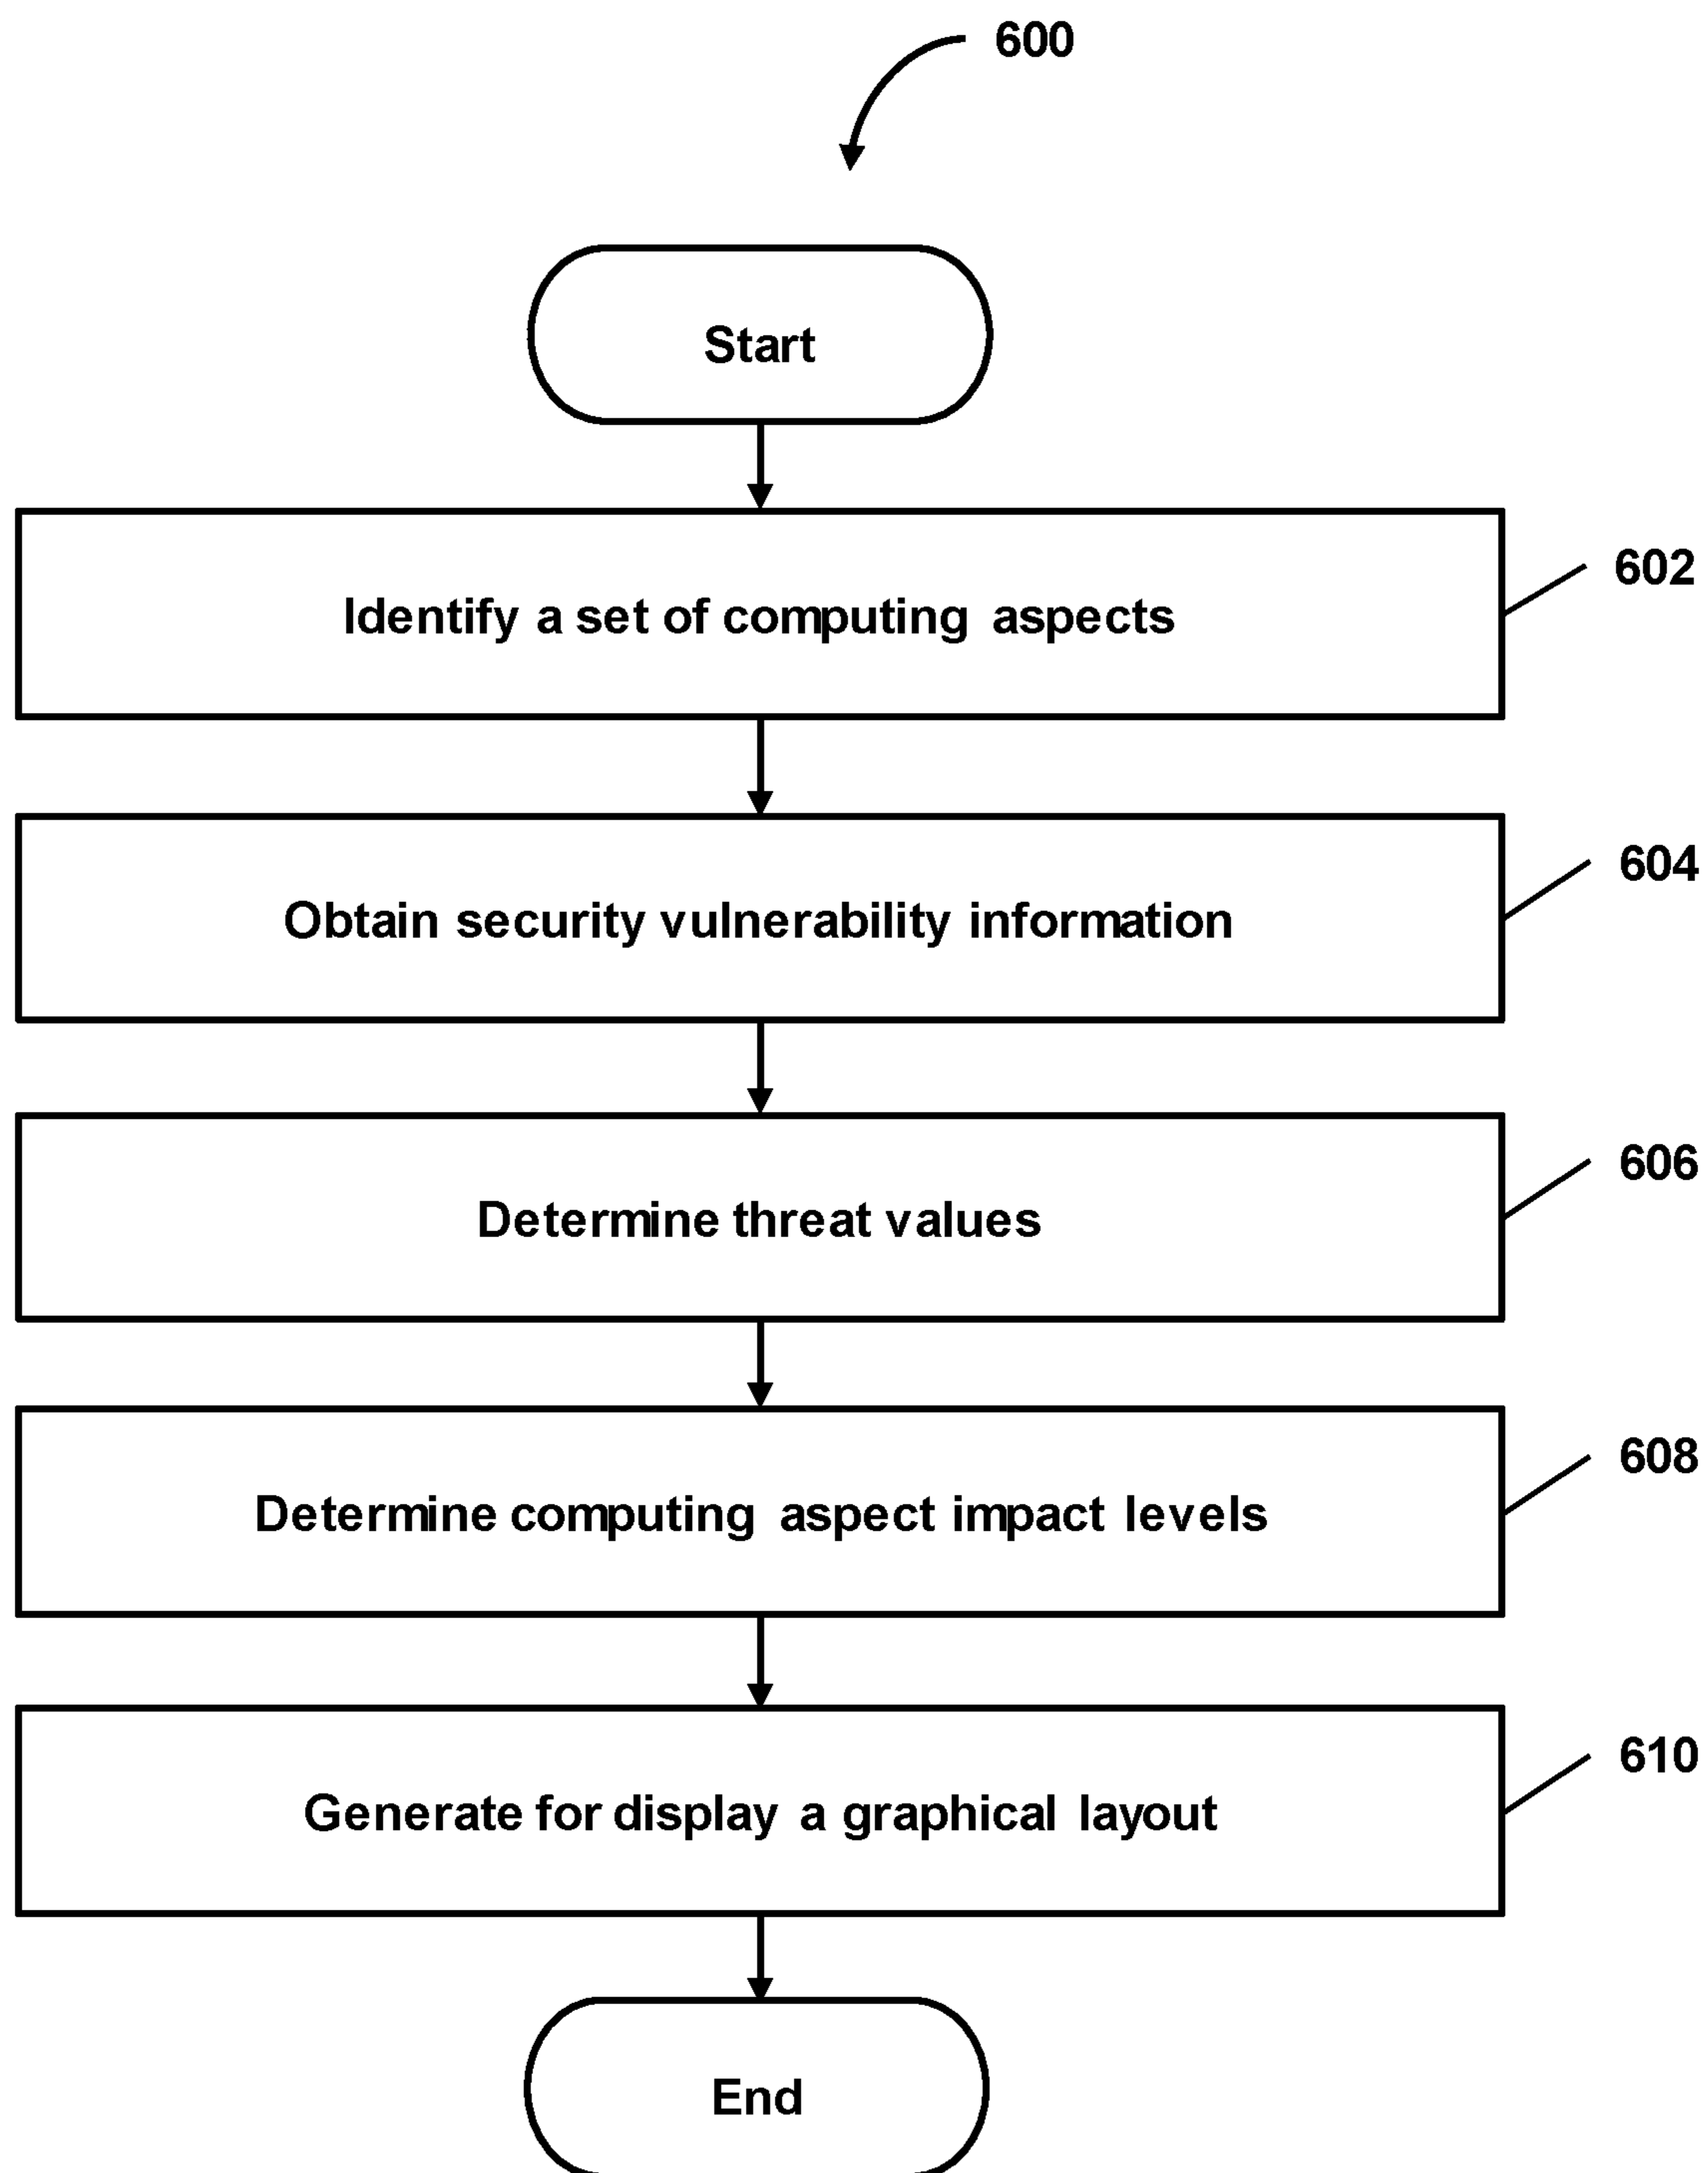 600
Start
Identify a set of computing aspects
602
Obtain security vulnerability information
604
Determine threat values
606
Determine computing aspect impact levels
608
Generate for display a graphical layout
610
End